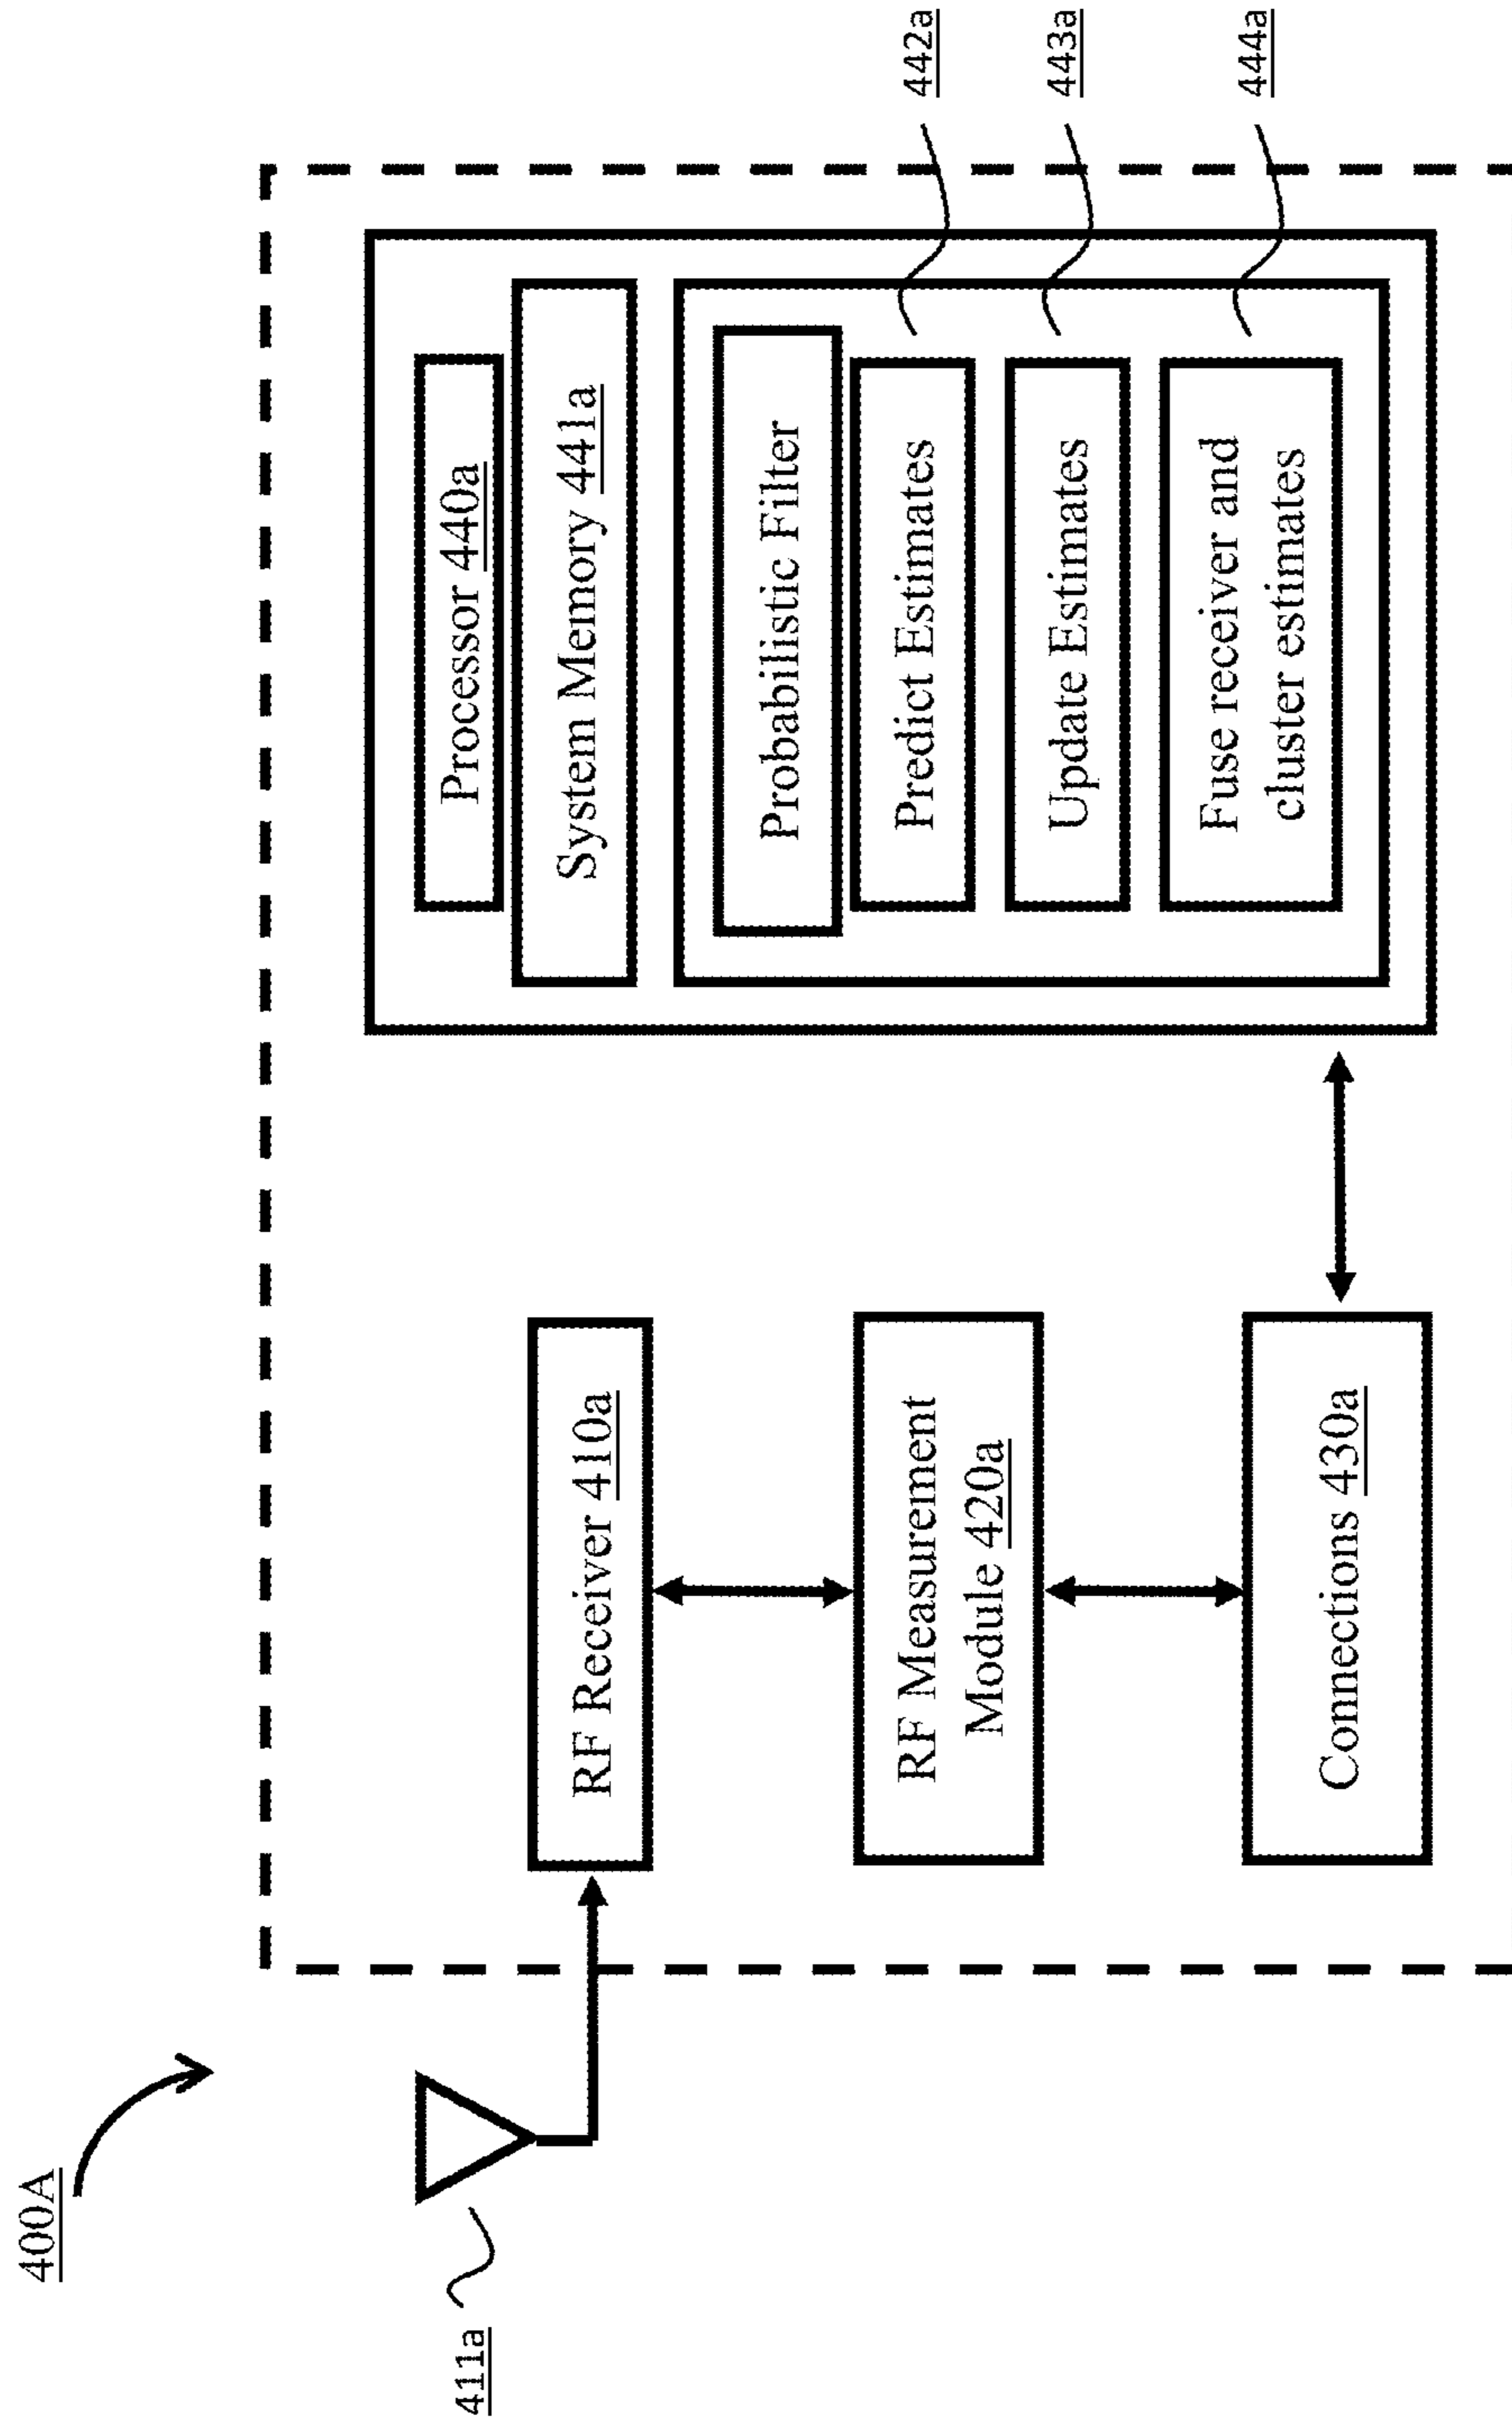 400A
411a
RF Receiver 410a
RF Measurement
Module 420a
Connections 430a
Processor 440a
System Memory 441a
Probabilistic Filter
Predict Estimates
Update Estimates
Fuse receiver and
cluster estimates
442a
443a
444a